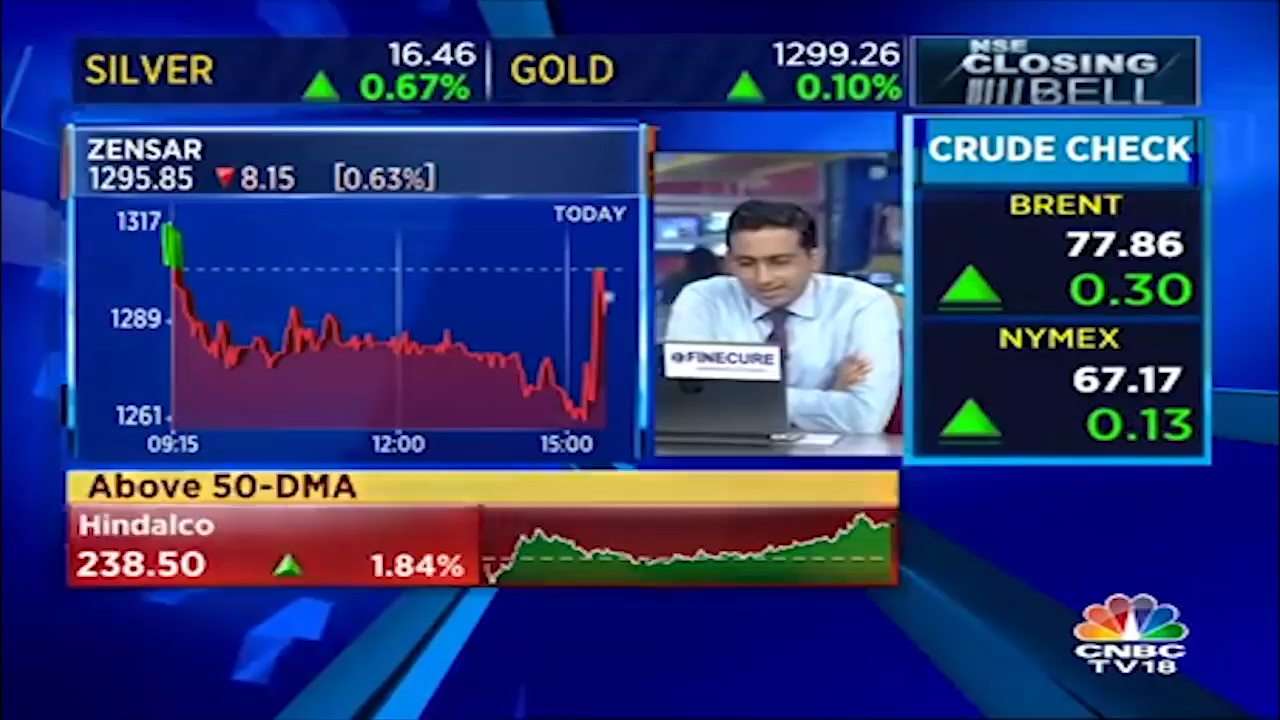 SILVER
16.46
▲ 0.67%
GOLD
1299.26
▲ 0.10%
NSE
CLOSING
BELL
ZENSAR
1295.85 ▼ 8.15 [0.63%]
TODAY
1317
1289
1261
09:15 12:00 15:00
FINECURE
CRUDE CHECK
BRENT
77.86
▲ 0.30
NYMEX
67.17
▲ 0.13
Above 50-DMA
Hindalco
238.50 ▲ 1.84%
CNBC
TV18